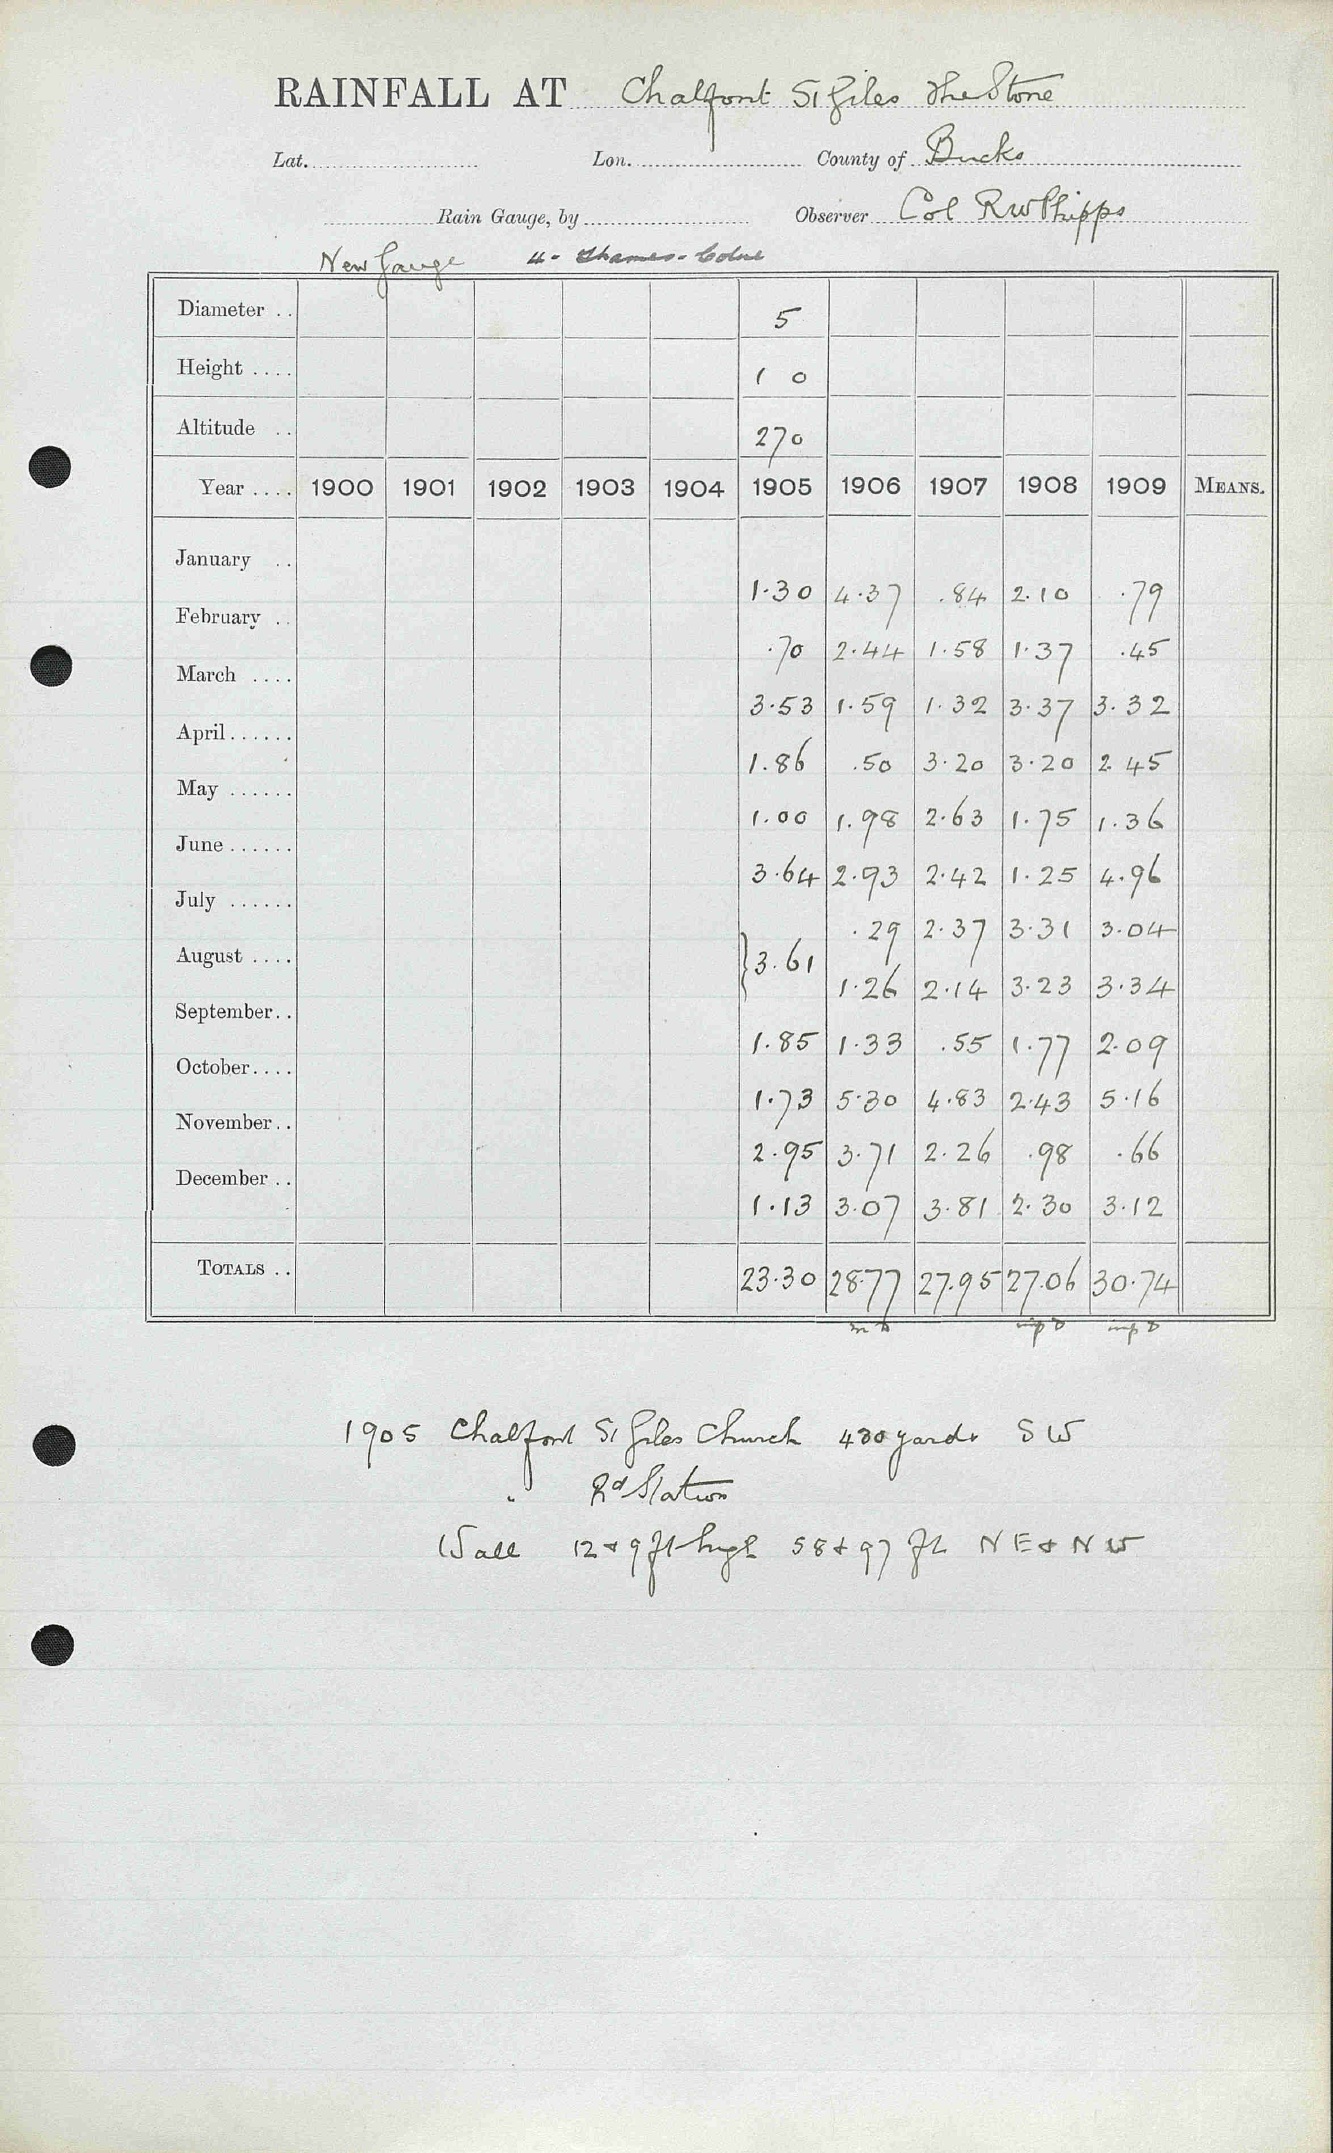 RAINFALL AT Chalfont St Giles The Stone
Lat. Lon. County of Bucks
Rain Gauge, by Observer Col RW Phipps
New Gauge 4 - Thames - Colne
Diameter .. 5
Height .... 1 0
Altitude .. 270
Year .... 1900 1901 1902 1903 1904 1905 1906 1907 1908 1909 MEANS.
January .. 1.30 4.37 .84 2.10 .79
February .. .70 2.44 1.58 1.37 .45
March .... 3.53 1.59 1.32 3.37 3.32
April...... 1.86 .50 3.20 3.20 2.45
May ...... 1.00 1.98 2.63 1.75 1.36
June...... 3.64 2.93 2.42 1.25 4.96
July ...... .29 2.37 3.31 3.04
August .... }3.61 1.26 2.14 3.23 3.34
September.. 1.85 1.33 .55 1.77 2.09
October.... 1.73 5.30 4.83 2.43 5.16
November.. 2.95 3.71 2.26 .98 .66
December .. 1.13 3.07 3.81 2.30 3.12
TOTALS .. 23.30 28.77 27.95 27.06 30.74
1905 Chalfont St Giles Church 430 yards SW
" Rd Station
Wall 12 & 9 ft high 58 & 97 ft NE & NW